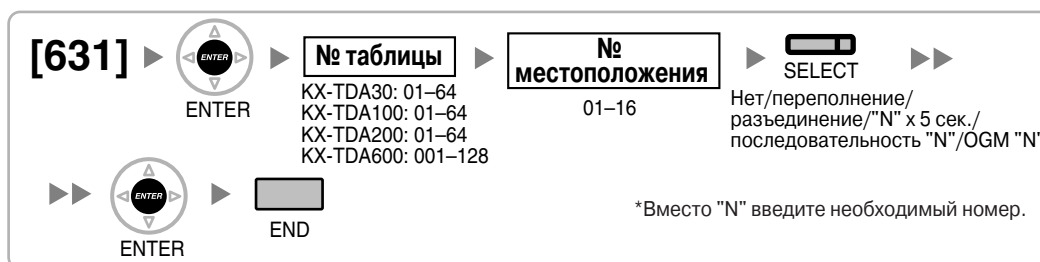 [631]
ENTER
ENTER
№ таблицы
KX-TDA30: 01–64
KX-TDA100: 01–64
KX-TDA200: 01–64
KX-TDA600: 001–128
№
местоположения
01–16
SELECT
Нет/переполнение/
разъединение/"N" x 5 сек./
последовательность "N"/OGM "N"
ENTER
ENTER
END
*Вместо "N" введите необходимый номер.